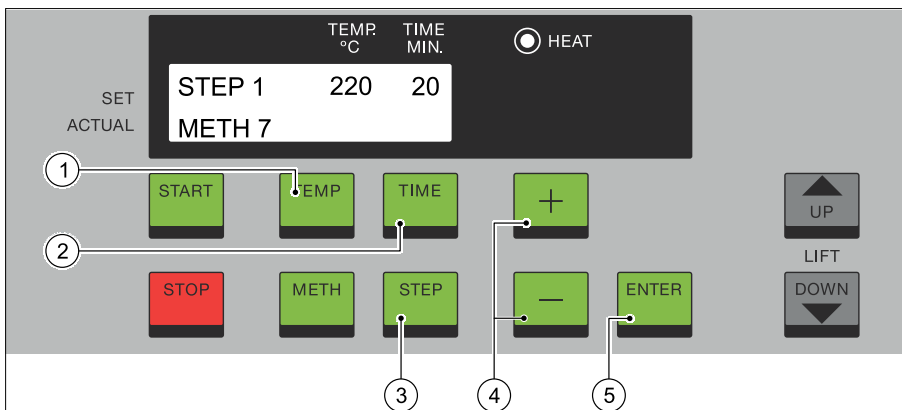 TEMP. TIME
°C MIN.
HEAT
SET STEP 1 220 20
ACTUAL METH 7
1
START TEMP TIME + UP
2
LIFT
STOP METH STEP — ENTER DOWN
3 4 5